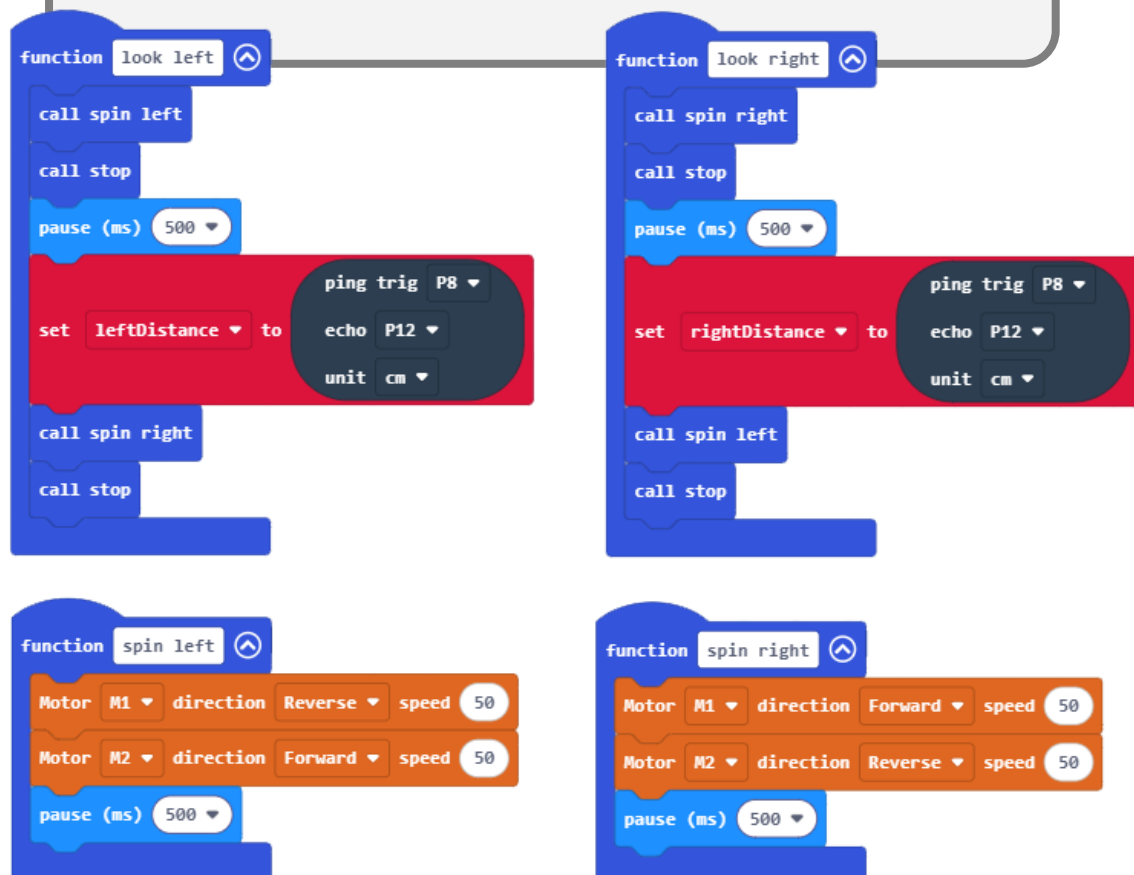 function look left
call spin left
call stop
pause (ms) 500
set leftDistance to
ping trig P8
echo P12
unit cm
call spin right
call stop
function look right
call spin right
call stop
pause (ms) 500
set rightDistance to
ping trig P8
echo P12
unit cm
call spin left
call stop
function spin left
Motor M1 direction Reverse speed 50
Motor M2 direction Forward speed 50
pause (ms) 500
function spin right
Motor M1 direction Forward speed 50
Motor M2 direction Reverse speed 50
pause (ms) 500